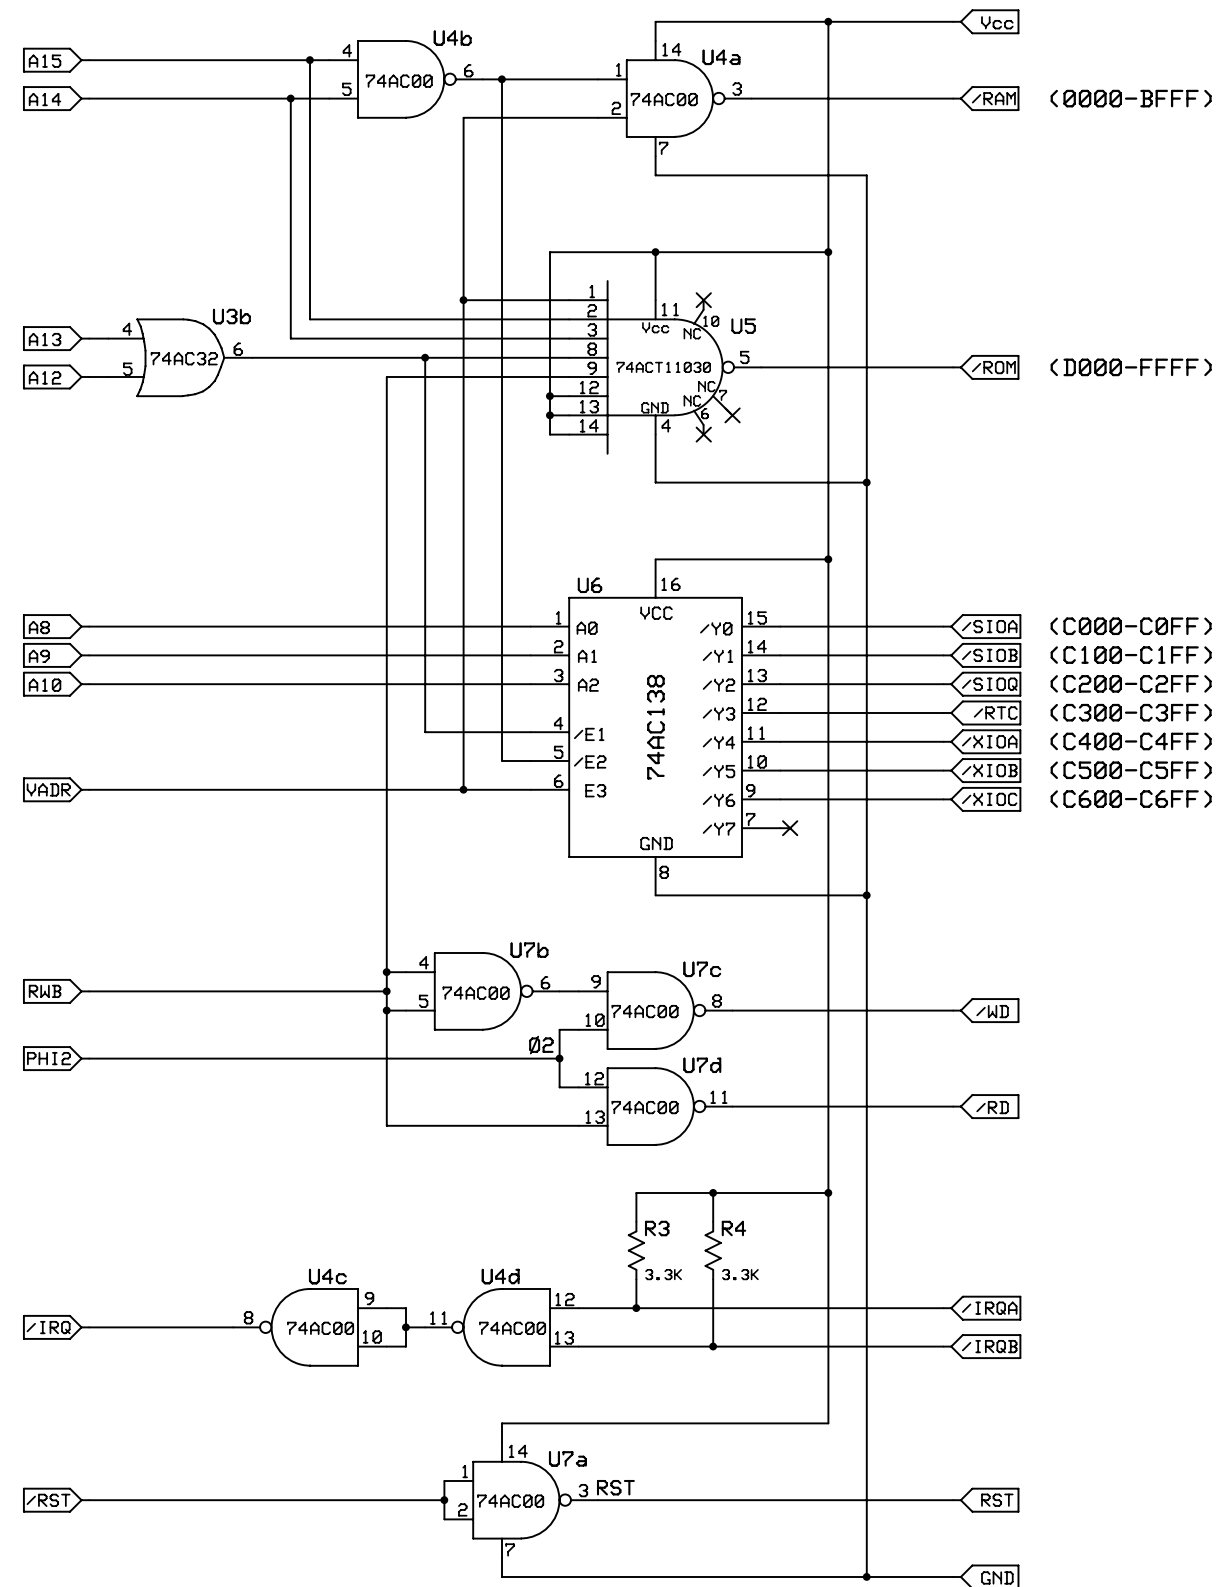 Vcc
U4b
14
U4a
A15
4
74AC00
6
1
74AC00
3
/RAM
(0000-BFFF)
A14
5
2
7
U3b
A13
4
74AC32
6
A12
5
1
2
3
8
9
12
13
14
11
Vcc
NC
10
U5
74ACT11030
5
/ROM
(D000-FFFF)
NC
7
NC
6
GND
4
U6
16
VCC
A8
1
A0
/Y0
15
/SIOA
(C000-C0FF)
A9
2
A1
/Y1
14
/SIOB
(C100-C1FF)
A10
3
A2
/Y2
13
/SIOQ
(C200-C2FF)
74AC138
/Y3
12
/RTC
(C300-C3FF)
4
/E1
/Y4
11
/XIOA
(C400-C4FF)
5
/E2
/Y5
10
/XIOB
(C500-C5FF)
VADR
6
E3
/Y6
9
/XIOC
(C600-C6FF)
/Y7
7
GND
8
U7b
RWB
4
5
74AC00
6
U7c
9
10
74AC00
8
/WD
PHI2
Ø2
U7d
12
13
74AC00
11
/RD
R3
3.3K
R4
3.3K
U4c
U4d
/IRQ
8
74AC00
9
10
11
74AC00
12
13
/IRQA
/IRQB
14
U7a
/RST
1
2
74AC00
3
RST
RST
7
GND